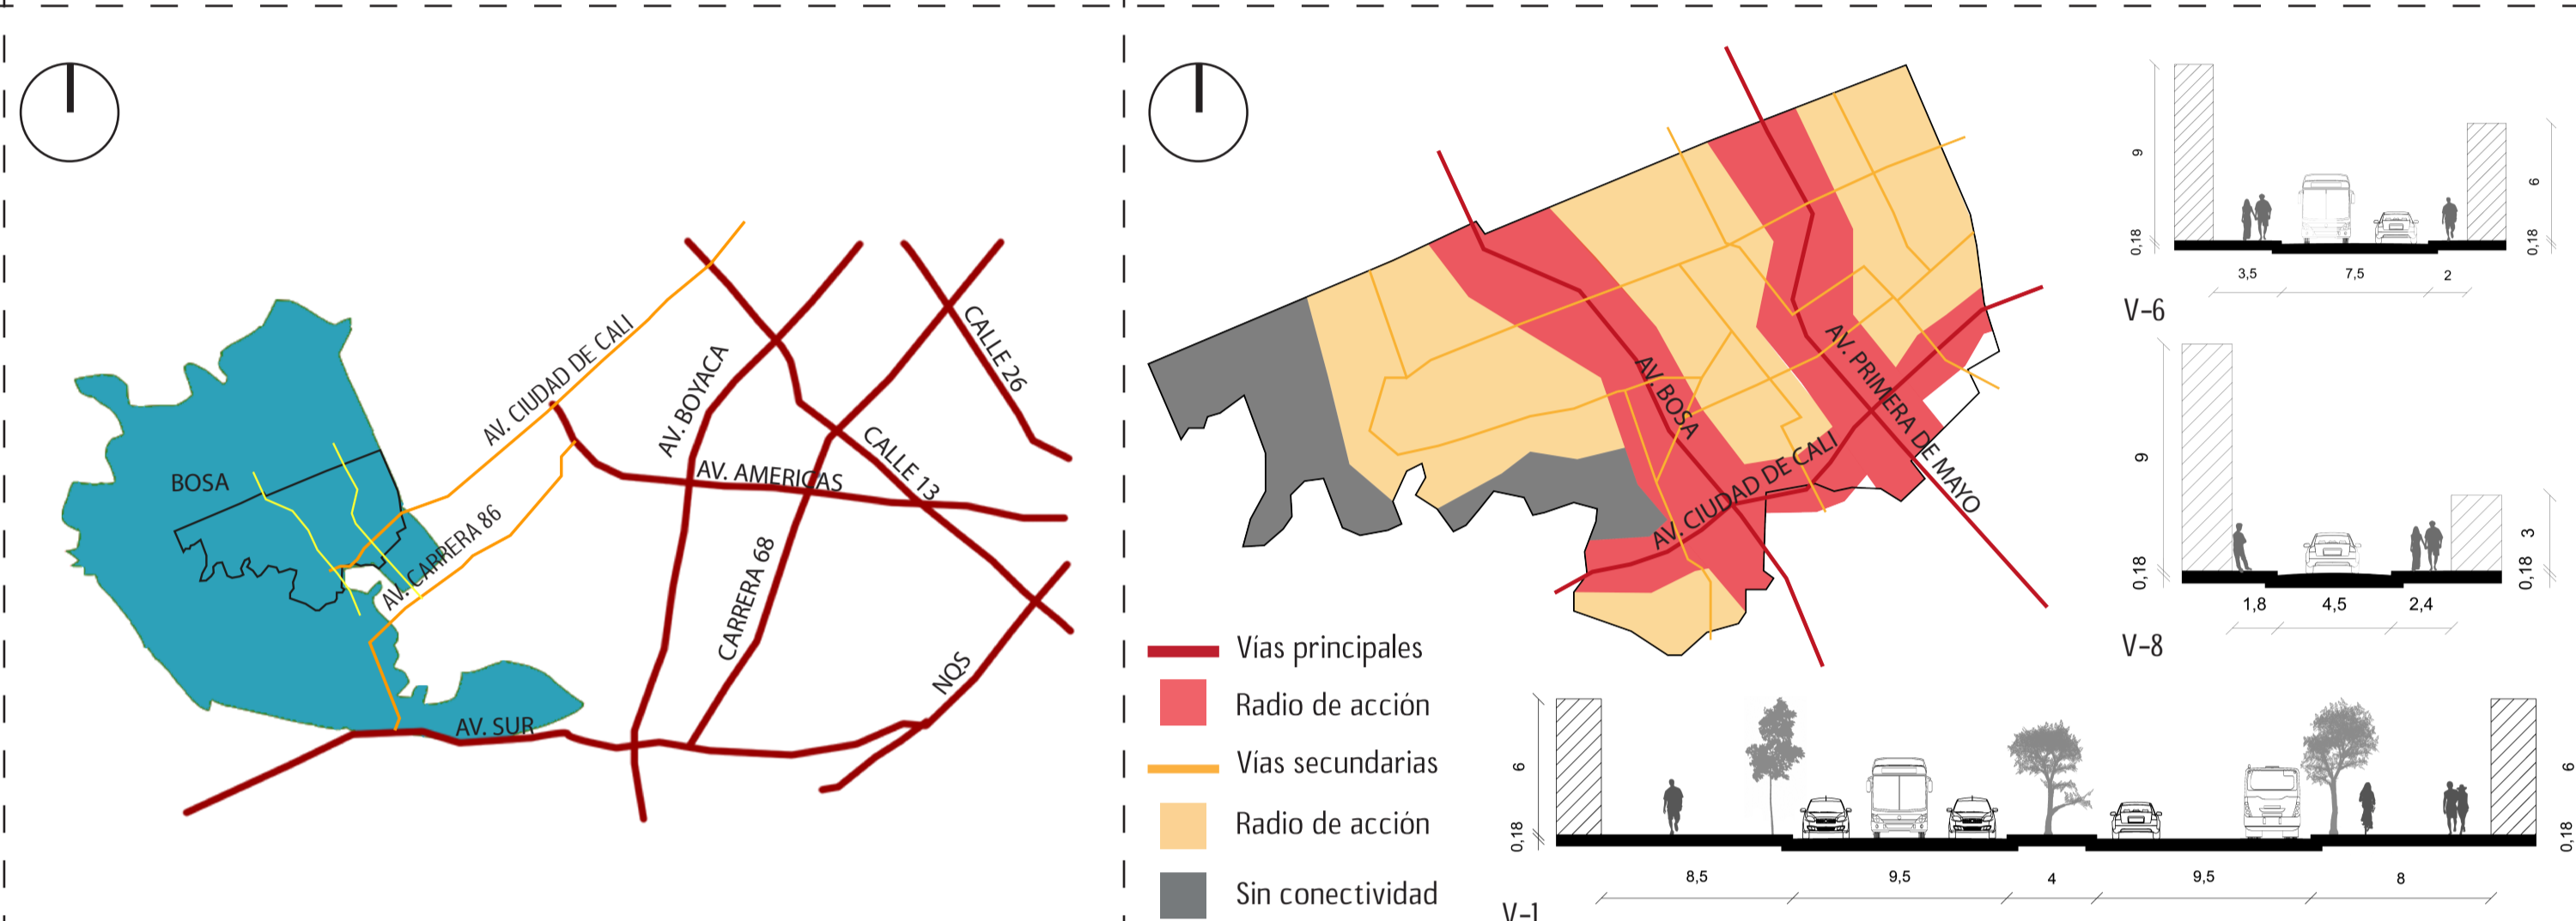 BOSA
AV. CIUDAD DE CALI
AV. CARRERA 86
AV. BOYACA
AV. AMERICAS
CARRERA 68
CALLE 13
CALLE 26
NQS
AV. SUR
AV. BOSA
AV. PRIMERA DE MAYO
AV. CIUDAD DE CALI
Vías principales
Radio de acción
Vías secundarias
Radio de acción
Sin conectividad
9
0,18
6
0,18
3,5
7,5
2
V-6
9
0,18
3
0,18
1,8
4,5
2,4
V-8
6
0,18
6
0,18
8,5
9,5
4
9,5
8
V-1